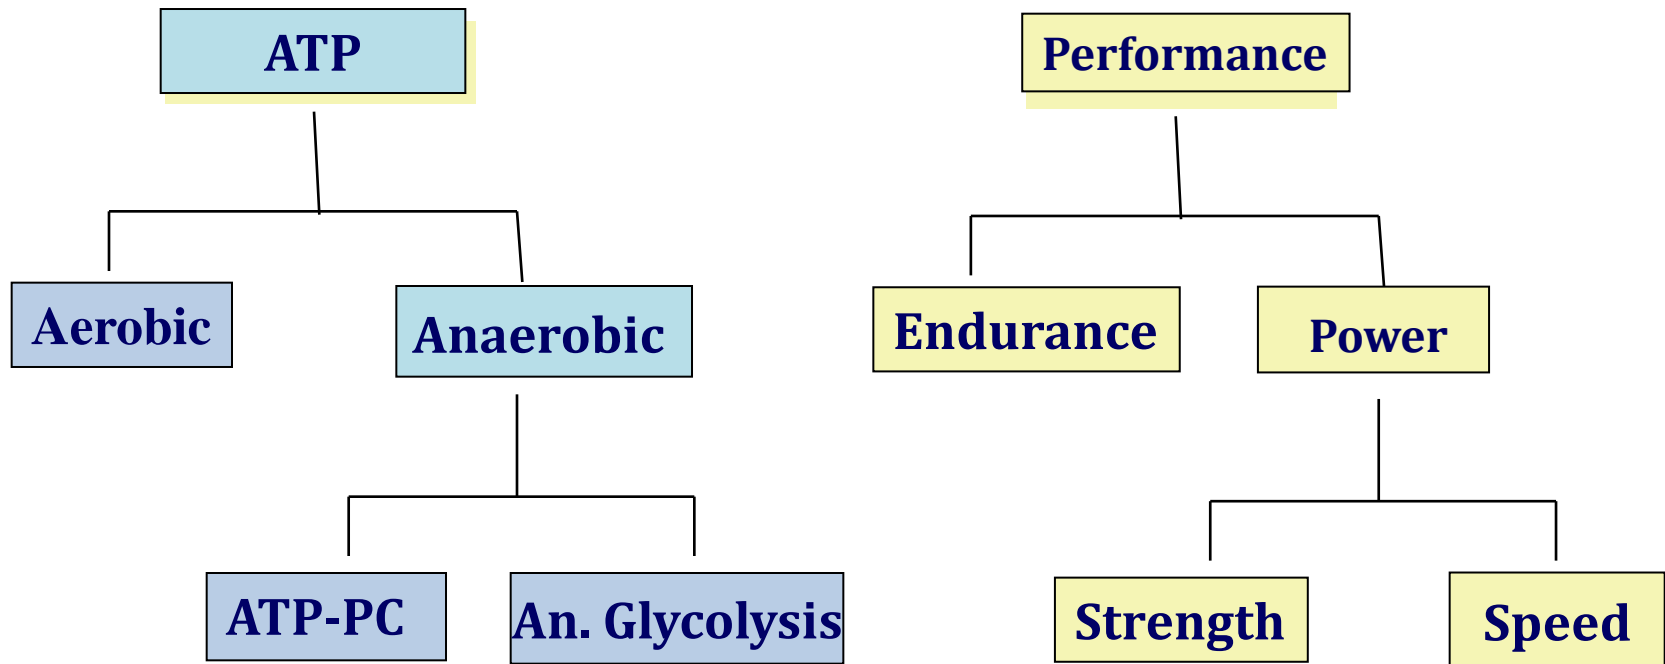 ATP
Performance
Aerobic
Anaerobic
Endurance
Power
ATP-PC
An. Glycolysis
Strength
Speed